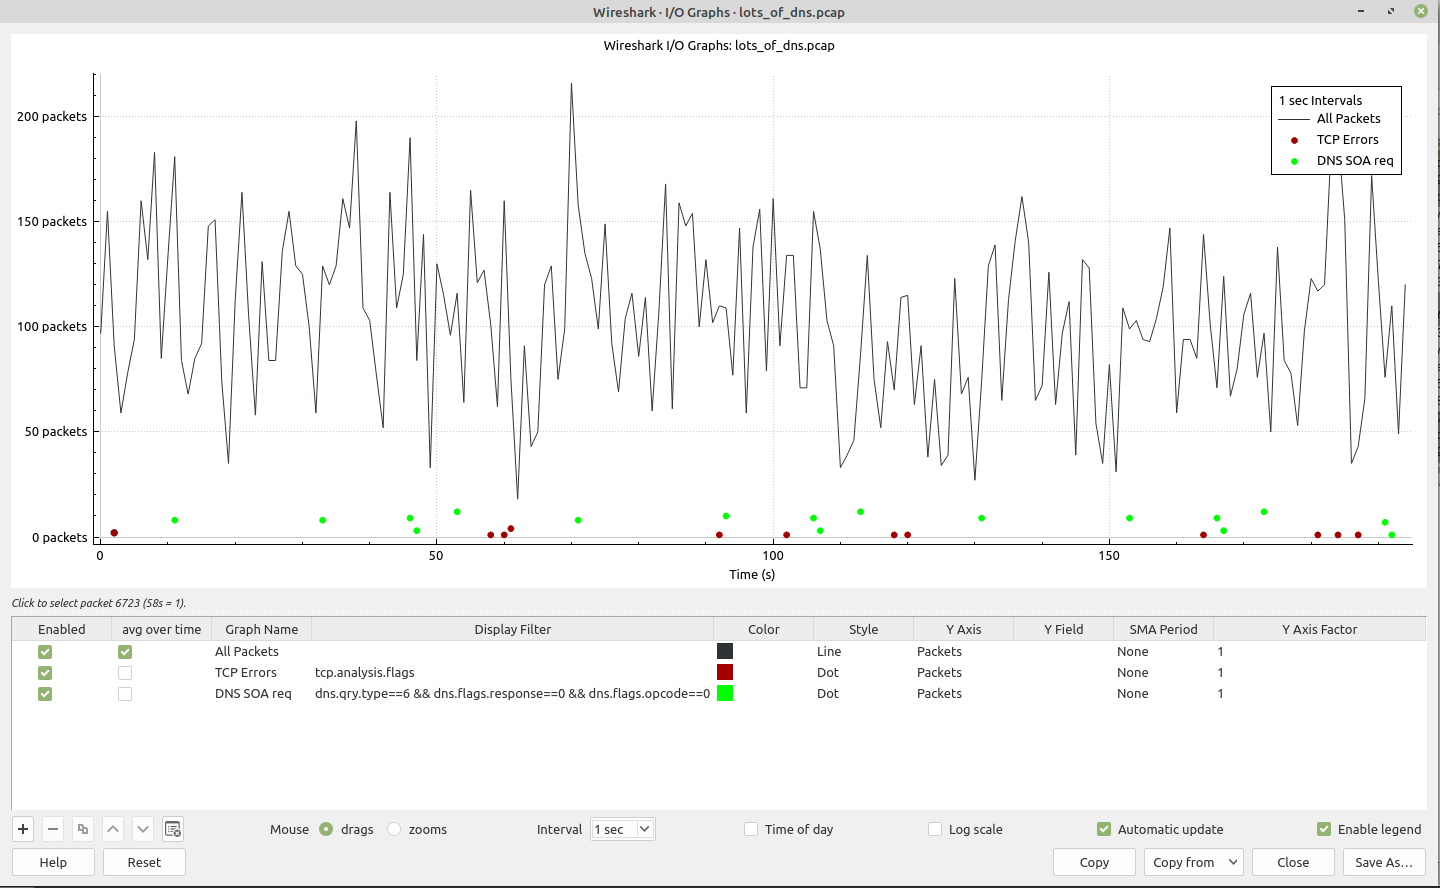 Wireshark · I/O Graphs · lots_of_dns.pcap
Wireshark I/O Graphs: lots_of_dns.pcap
1 sec Intervals
All Packets
TCP Errors
DNS SOA req
200 packets
150 packets
100 packets
50 packets
0 packets
0 50 100 150
Time (s)
Click to select packet 6723 (58s = 1).
Enabled avg over time Graph Name Display Filter Color Style Y Axis Y Field SMA Period Y Axis Factor
All Packets Line Packets None 1
TCP Errors tcp.analysis.flags Dot Packets None 1
DNS SOA req dns.qry.type==6 && dns.flags.response==0 && dns.flags.opcode==0 Dot Packets None 1
Mouse drags zooms Interval 1 sec Time of day Log scale Automatic update Enable legend
Help Reset Copy Copy from Close Save As...